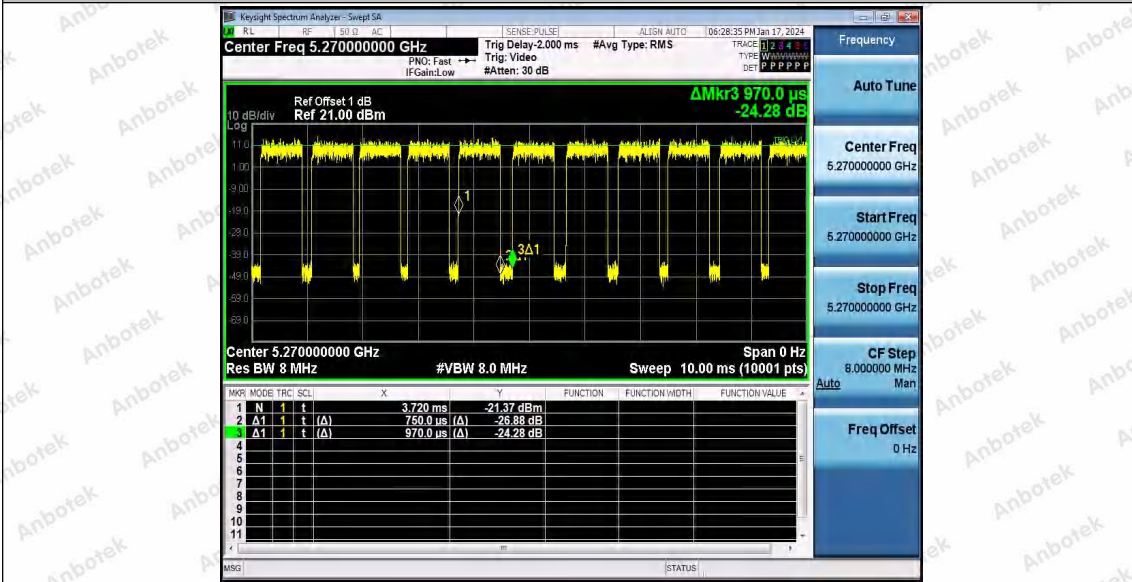 Keysight Spectrum Analyzer - Swept SA
RL RF 50 Ω AC SENSE:PULSE ALIGN AUTO 06:28:35 PM Jan 17, 2024
Center Freq 5.270000000 GHz
PNO: Fast
IFGain:Low
Trig Delay-2.000 ms
Trig: Video
#Atten: 30 dB
#Avg Type: RMS
TRACE 1 2 3 4 5 6
TYPE WWWWWW
DET P P P P P P
ΔMkr3 970.0 µs
-24.28 dB
Ref Offset 1 dB
10 dB/div Ref 21.00 dBm
Log
11.0
1.00
-9.00
-19.0
-29.0
-39.0
-49.0
-59.0
-69.0
TRIG LVL
1
3Δ1
Center 5.270000000 GHz Span 0 Hz
Res BW 8 MHz #VBW 8.0 MHz Sweep 10.00 ms (10001 pts)
MKR MODE TRC SCL X Y FUNCTION FUNCTION WIDTH FUNCTION VALUE
1 N 1 t 3.720 ms -21.37 dBm
2 Δ1 1 t (Δ) 750.0 µs (Δ) -26.88 dB
3 Δ1 1 t (Δ) 970.0 µs (Δ) -24.28 dB
4
5
6
7
8
9
10
11
MSG STATUS
Frequency
Auto Tune
Center Freq
5.270000000 GHz
Start Freq
5.270000000 GHz
Stop Freq
5.270000000 GHz
CF Step
8.000000 MHz
Auto Man
Freq Offset
0 Hz
Anbotek